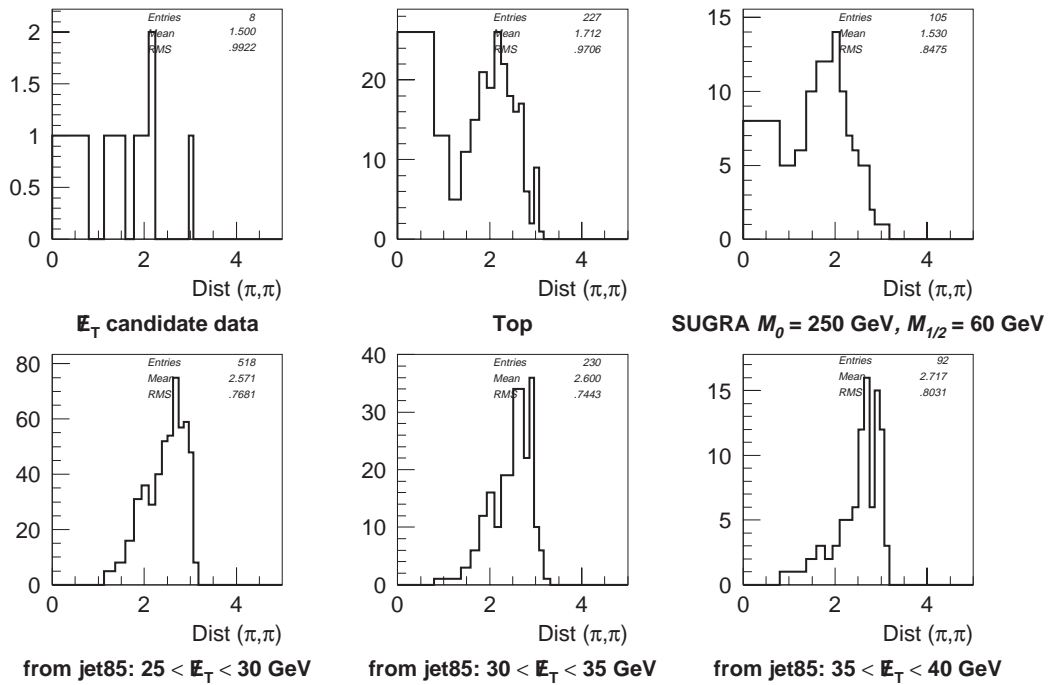 Entries 8
Mean 1.500
RMS .9922
2
1.5
1
0.5
0
0 2 4
Dist (π,π)
E̸_T candidate data
Entries 227
Mean 1.712
RMS .9706
20
10
0
0 2 4
Dist (π,π)
Top
Entries 105
Mean 1.530
RMS .8475
15
10
5
0
0 2 4
Dist (π,π)
SUGRA M_0 = 250 GeV, M_1/2 = 60 GeV
Entries 518
Mean 2.571
RMS .7681
80
60
40
20
0
0 2 4
Dist (π,π)
from jet85: 25 < E̸_T < 30 GeV
Entries 230
Mean 2.600
RMS .7443
40
30
20
10
0
0 2 4
Dist (π,π)
from jet85: 30 < E̸_T < 35 GeV
Entries 92
Mean 2.717
RMS .8031
15
10
5
0
0 2 4
Dist (π,π)
from jet85: 35 < E̸_T < 40 GeV